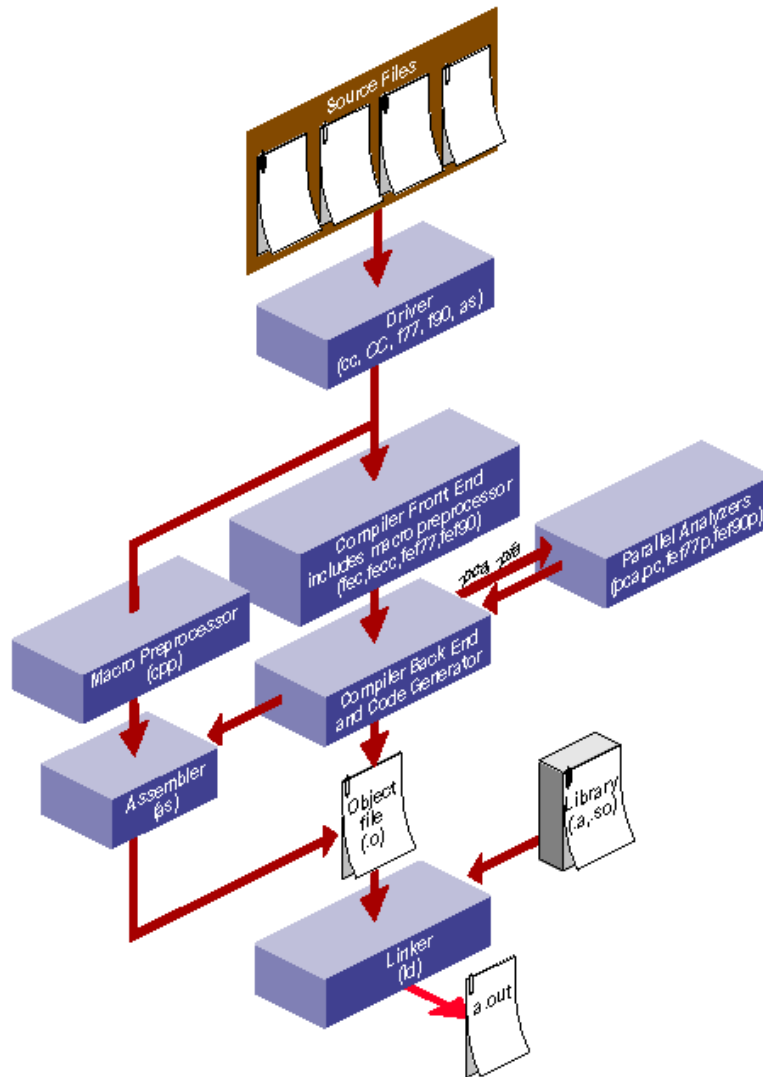 Source Files
Driver
(cc, CC, f77, f90, as)
Compiler Front End
includes macro preprocessor
(fec, fecc, fef77, fef90)
-pca, -pfa
Parallel Analyzers
(pca,pc,fef77p,fef90p)
Macro Preprocessor
(cpp)
Compiler Back End
and Code Generator
Assembler
(as)
Object
file
(.o)
Library
(.a,.so)
Linker
(ld)
a.out